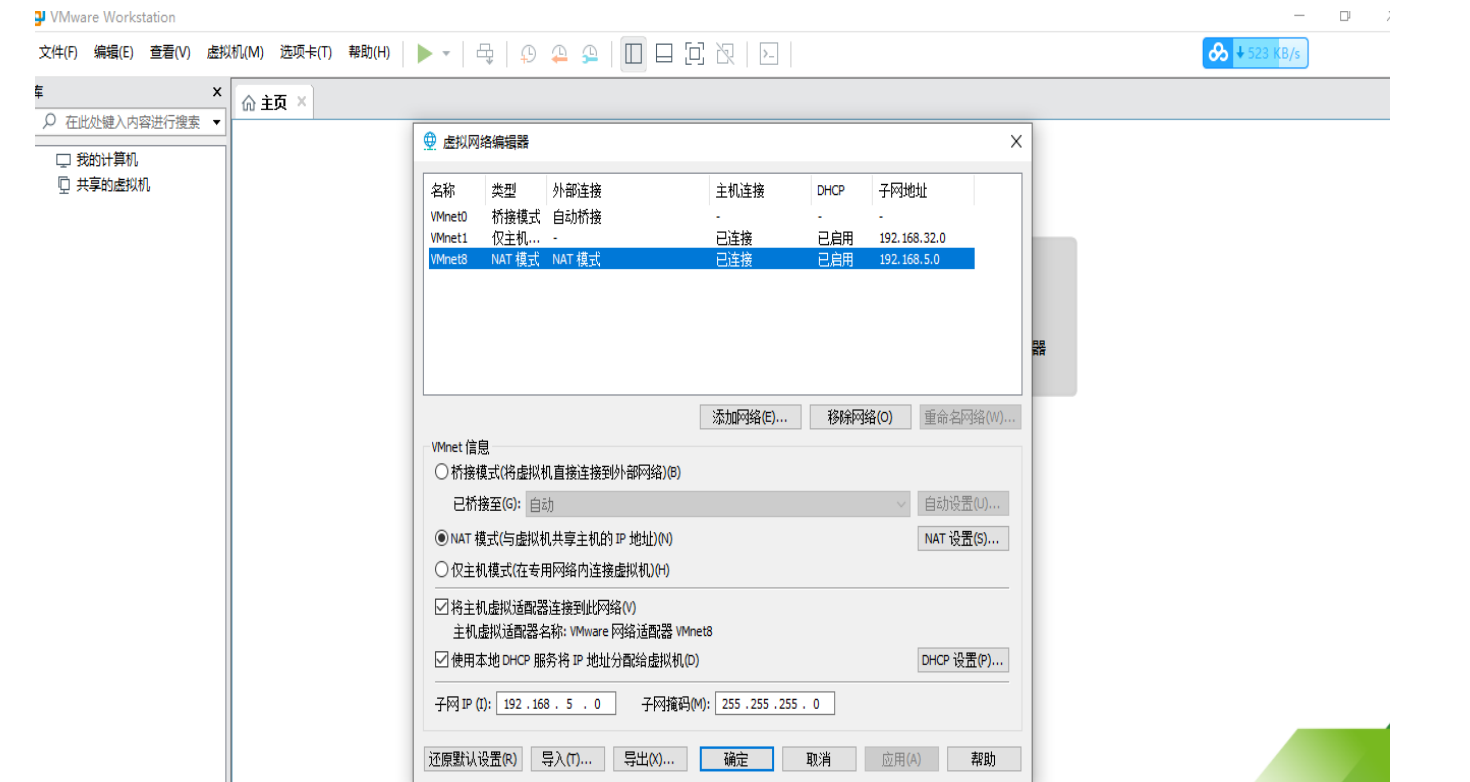 VMware Workstation
文件(F) 编辑(E) 查看(V) 虚拟机(M) 选项卡(T) 帮助(H)
523 KB/s
库
主页
在此处键入内容进行搜索
我的计算机
共享的虚拟机
虚拟网络编辑器
名称 类型 外部连接 主机连接 DHCP 子网地址
VMnet0 桥接模式 自动桥接 - - -
VMnet1 仅主机... - 已连接 已启用 192.168.32.0
VMnet8 NAT 模式 NAT 模式 已连接 已启用 192.168.5.0
器
添加网络(E)... 移除网络(O) 重命名网络(W)...
VMnet 信息
桥接模式(将虚拟机直接连接到外部网络)(B)
已桥接至(G): 自动 自动设置(U)...
NAT 模式(与虚拟机共享主机的 IP 地址)(N) NAT 设置(S)...
仅主机模式(在专用网络内连接虚拟机)(H)
将主机虚拟适配器连接到此网络(V)
主机虚拟适配器名称: VMware 网络适配器 VMnet8
使用本地 DHCP 服务将 IP 地址分配给虚拟机(D) DHCP 设置(P)...
子网 IP (I): 192 . 168 . 5 . 0 子网掩码(M): 255 . 255 . 255 . 0
还原默认设置(R) 导入(T)... 导出(X)... 确定 取消 应用(A) 帮助